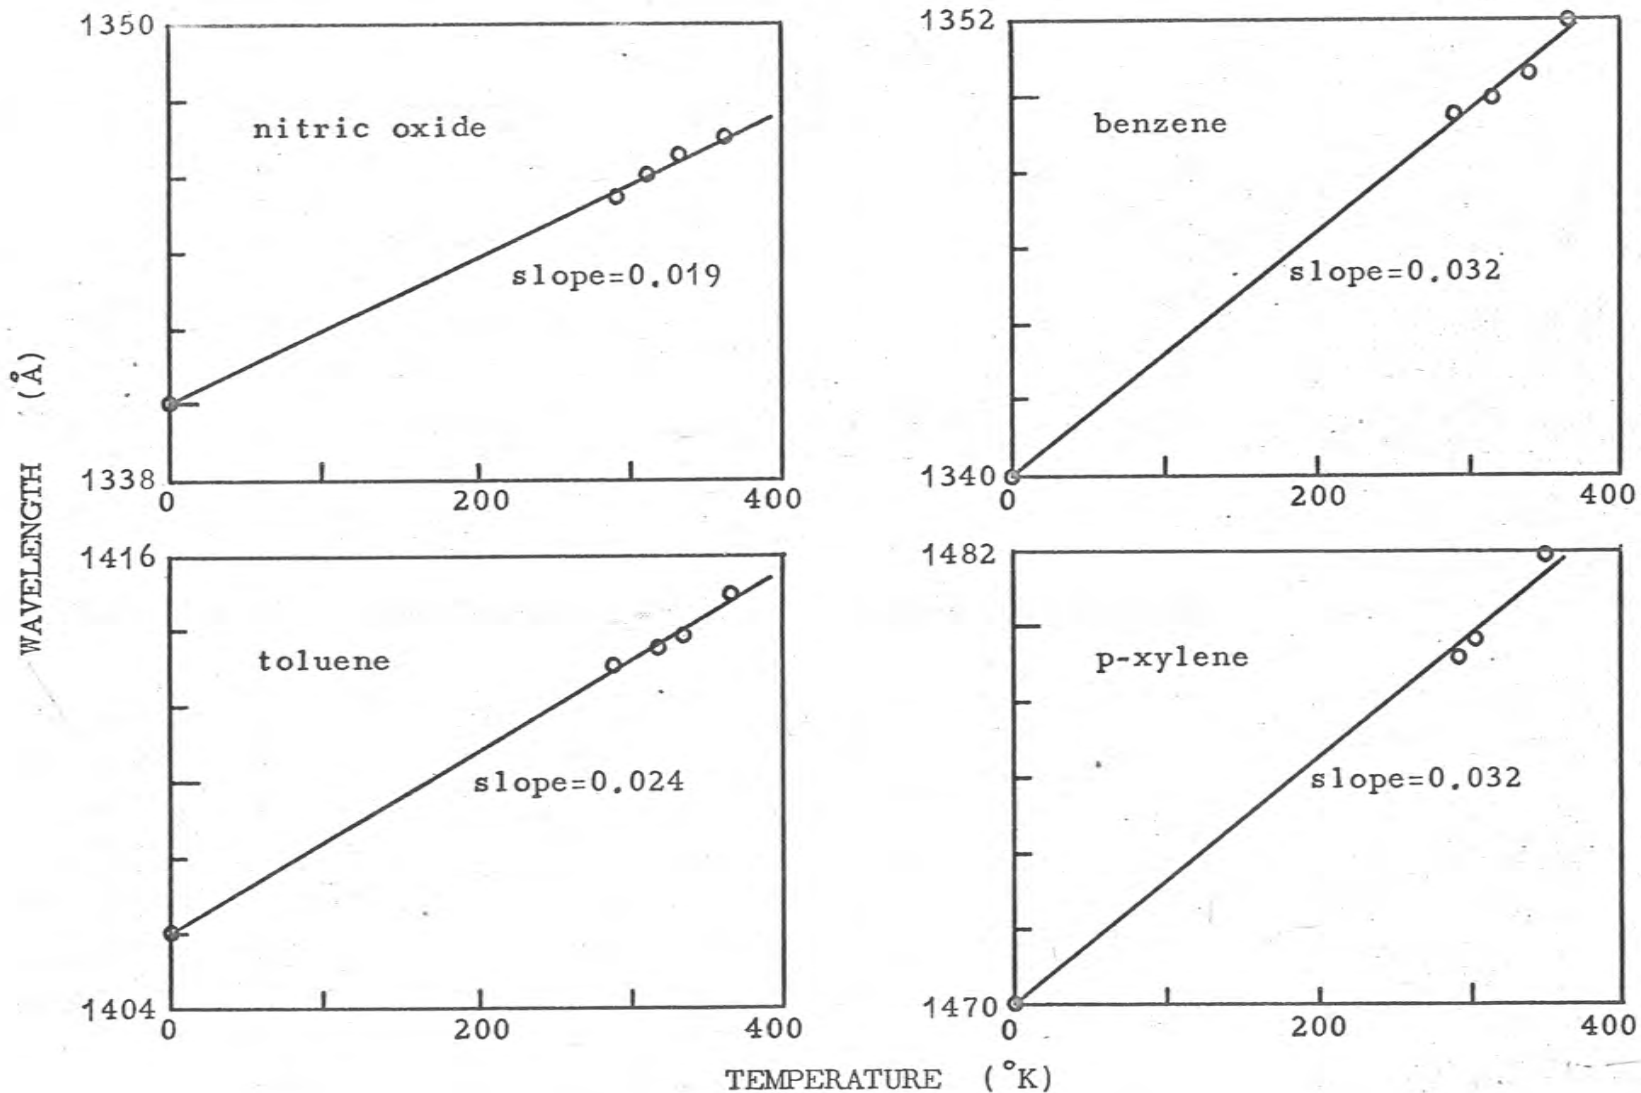 1350
nitric oxide
slope=0.019
1338
0
200
400
1352
benzene
slope=0.032
1340
0
200
400
1416
toluene
slope=0.024
1404
0
200
400
1482
p-xylene
slope=0.032
1470
0
200
400
WAVELENGTH (Å)
TEMPERATURE (°K)